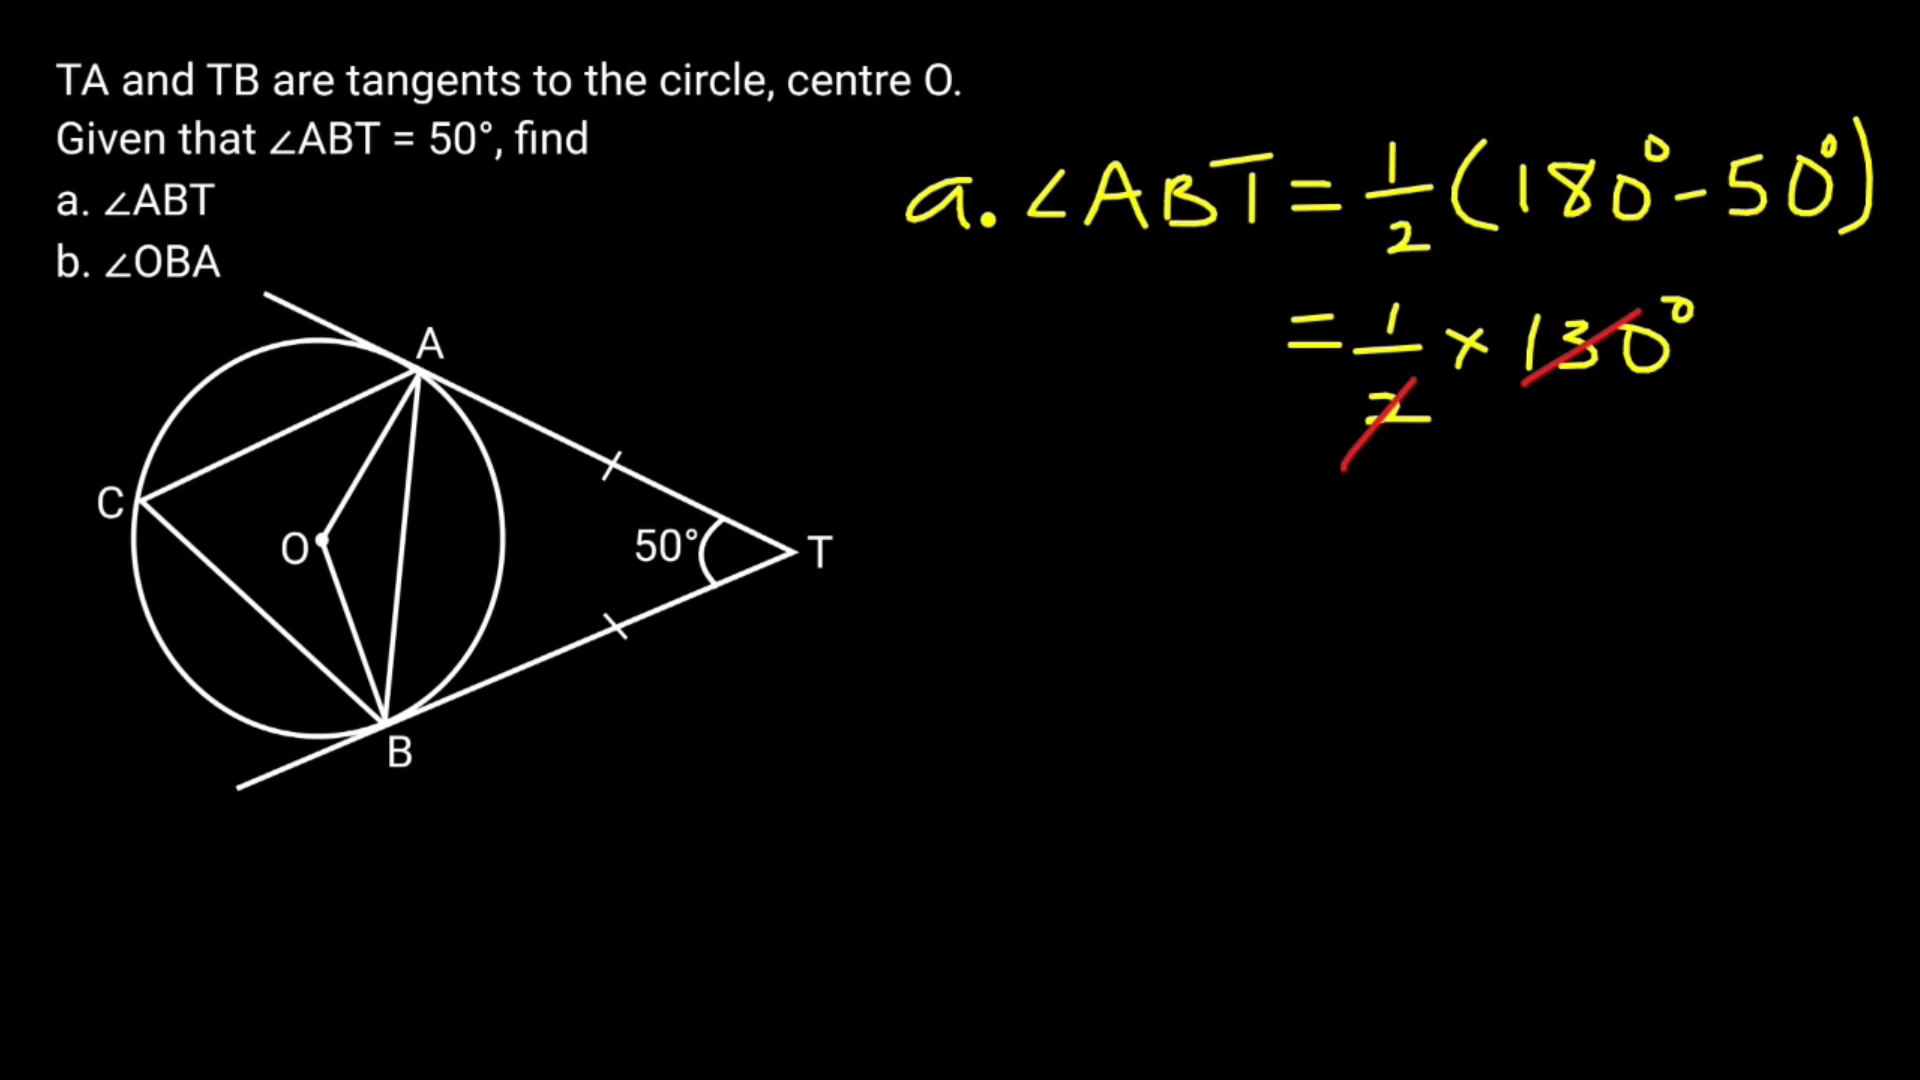 TA and TB are tangents to the circle, centre O.
Given that ∠ABT = 50°, find
a. ∠ABT
b. ∠OBA
a. ∠ABT = 1/2 (180° - 50°)
= 1/2 × 130°
A
C
O
50°
T
B